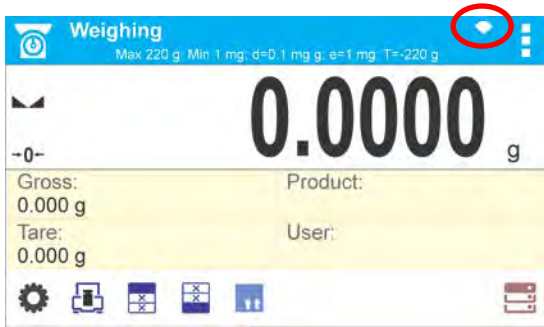 Weighing
Max 220 g: Min 1 mg: d=0.1 mg g: e=1 mg: T=-220 g
0.0000 g
→0←
Gross: Product:
0.000 g
Tare: User:
0.000 g